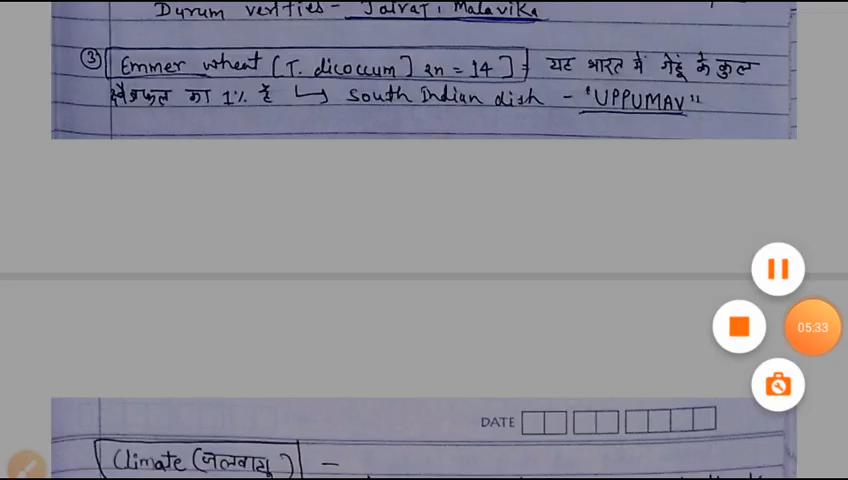 Durum verities - Jairaj, Malavika
③ Emmer wheat [T. dicoccum] 2n = 14] = यह भारत में गेहूं के कुल
क्षेत्रफल का 1% है ↳ South Indian dish - "UPPUMAV"
05:33
DATE
Climate (जलवायु) -